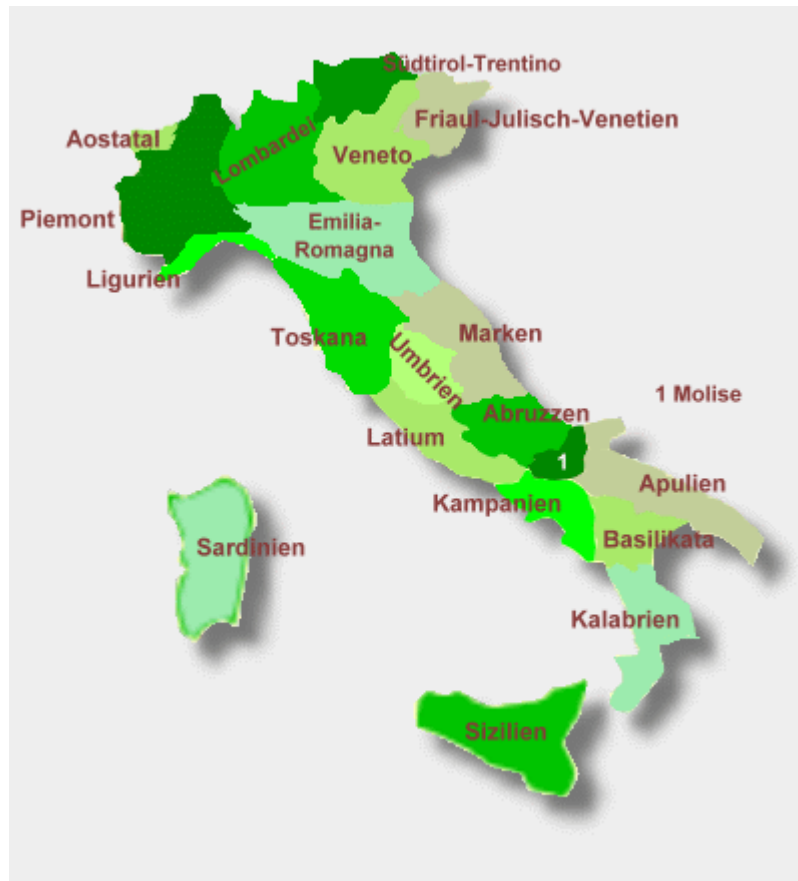 Südtirol-Trentino
Friaul-Julisch-Venetien
Aostatal
Lombardei
Veneto
Piemont
Emilia-
Romagna
Ligurien
Toskana
Marken
Umbrien
1 Molise
Abruzzen
Latium
1
Apulien
Kampanien
Basilikata
Sardinien
Kalabrien
Sizilien